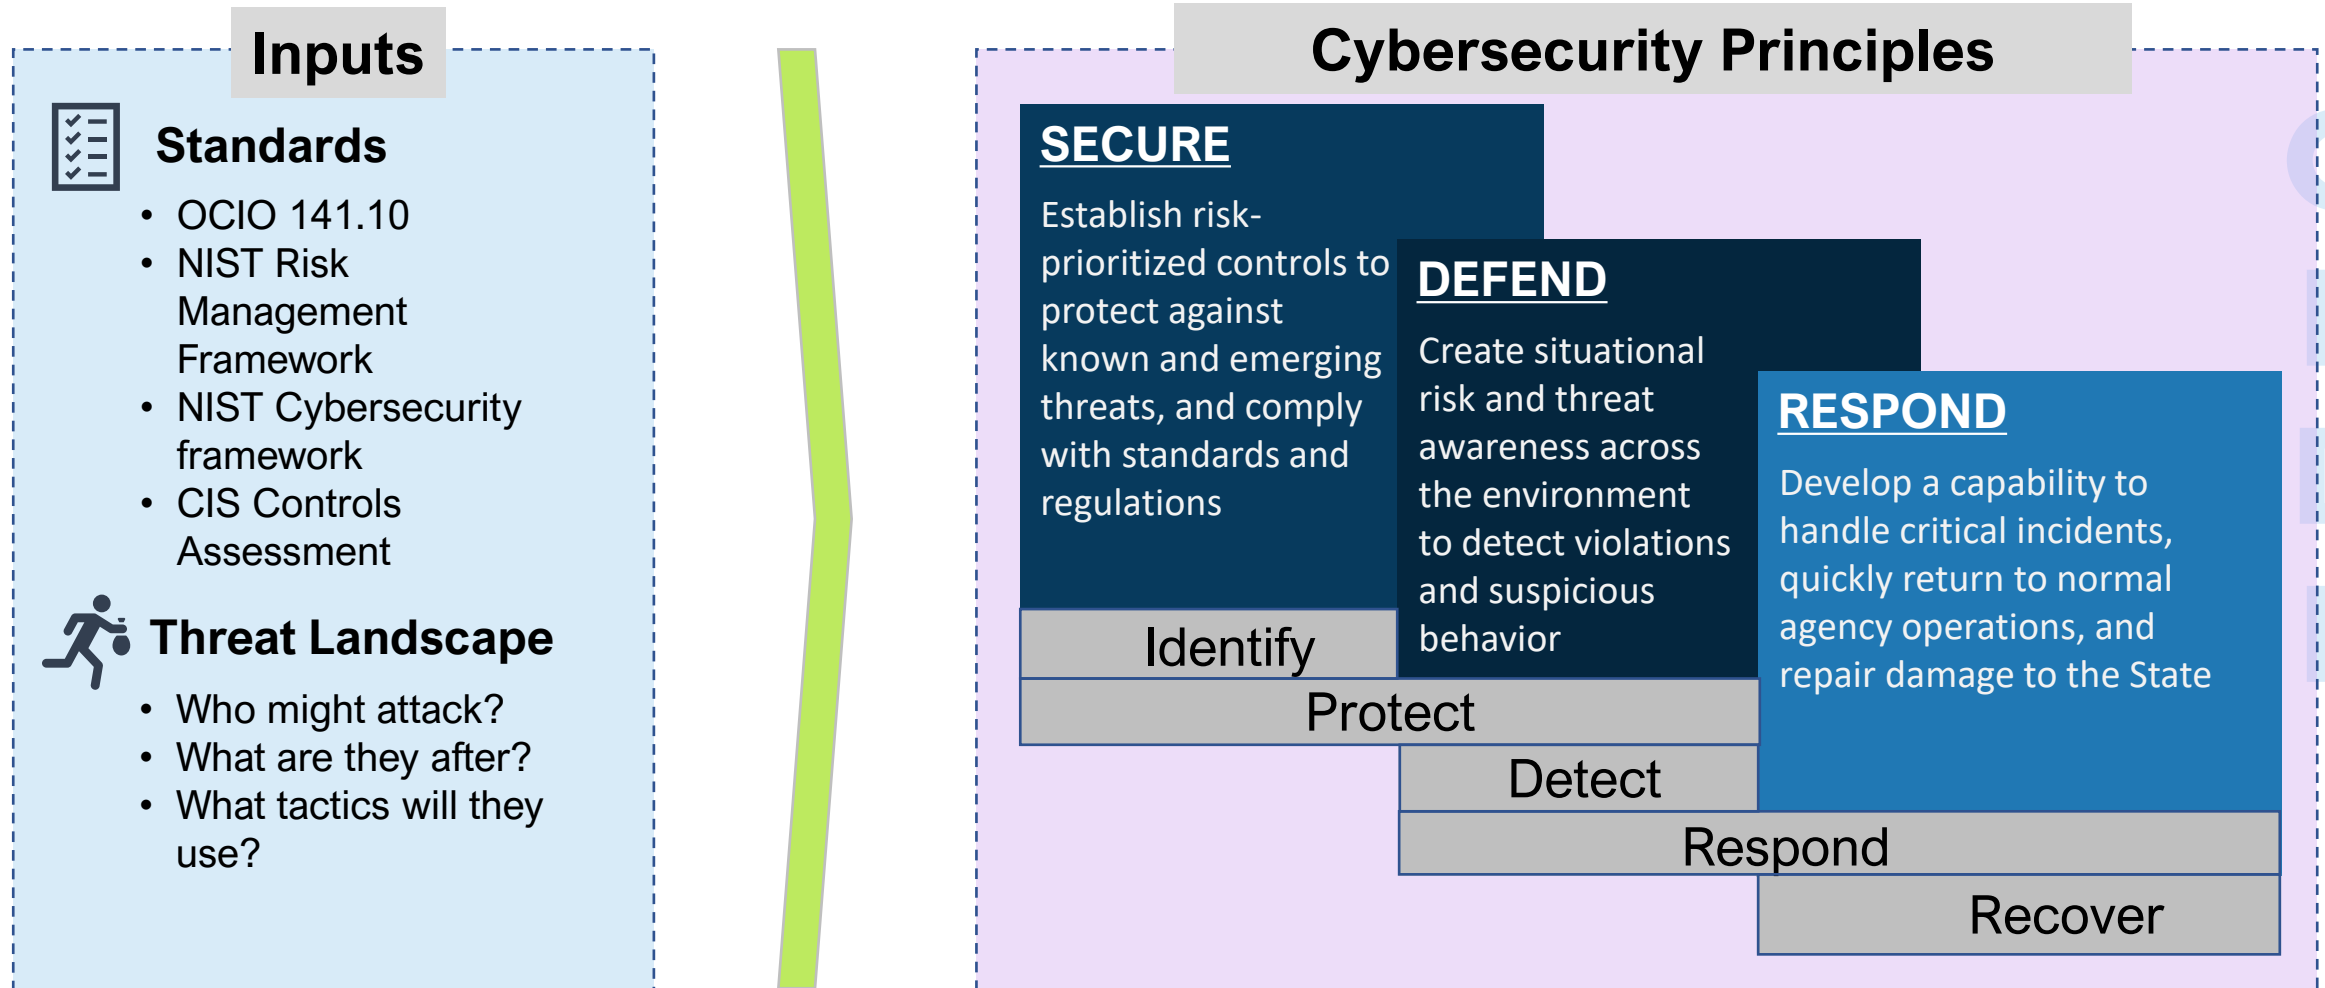 Inputs
Standards
• OCIO 141.10
• NIST Risk
Management
Framework
• NIST Cybersecurity
framework
• CIS Controls
Assessment
Threat Landscape
• Who might attack?
• What are they after?
• What tactics will they
use?
Cybersecurity Principles
SECURE
Establish risk-
prioritized controls to
protect against
known and emerging
threats, and comply
with standards and
regulations
DEFEND
Create situational
risk and threat
awareness across
the environment
to detect violations
and suspicious
behavior
RESPOND
Develop a capability to
handle critical incidents,
quickly return to normal
agency operations, and
repair damage to the State
Identify
Protect
Detect
Respond
Recover